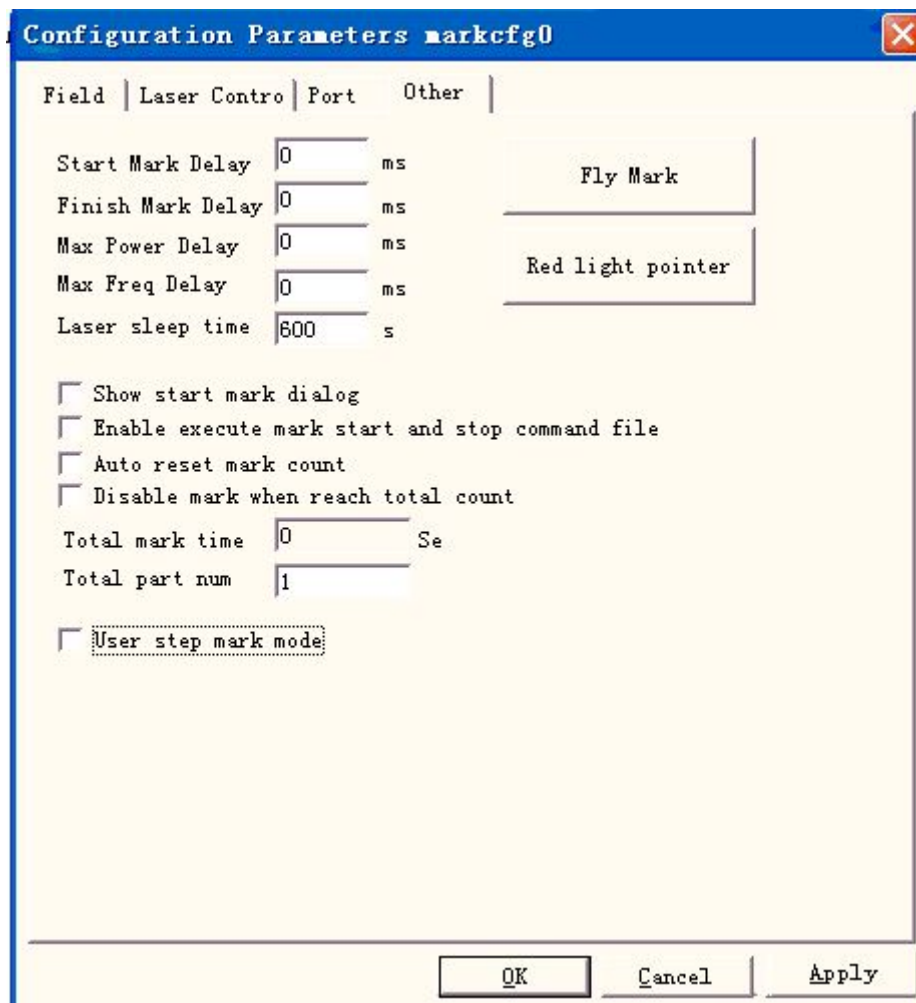 Configuration Parameters markcfg0
Field Laser Contro Port Other
Start Mark Delay 0 ms
Fly Mark
Finish Mark Delay 0 ms
Max Power Delay 0 ms
Red light pointer
Max Freq Delay 0 ms
Laser sleep time 600 s
Show start mark dialog
Enable execute mark start and stop command file
Auto reset mark count
Disable mark when reach total count
Total mark time 0 Se
Total part num 1
User step mark mode
OK Cancel Apply